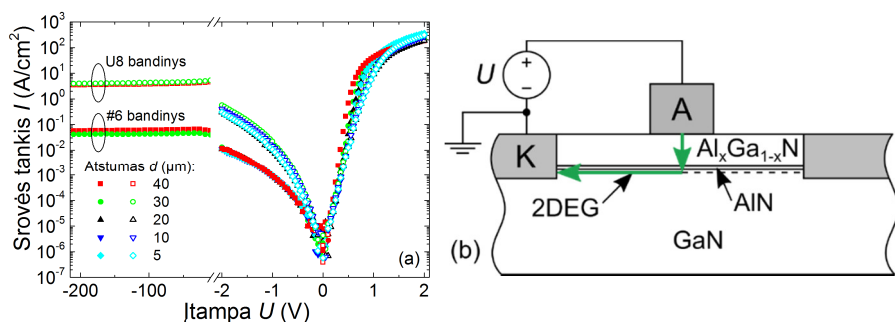 Srovės tankis I (A/cm²)
10³
10²
10¹
10⁰
10⁻¹
10⁻²
10⁻³
10⁻⁴
10⁻⁵
10⁻⁶
10⁻⁷
U8 bandinys
#6 bandinys
Atstumas d (μm):
40
30
20
10
5
(a)
-200 -100 -2 -1 0 1 2
Įtampa U (V)
U
+
−
A
K
AlₓGa₁₋ₓN
2DEG
AlN
GaN
(b)